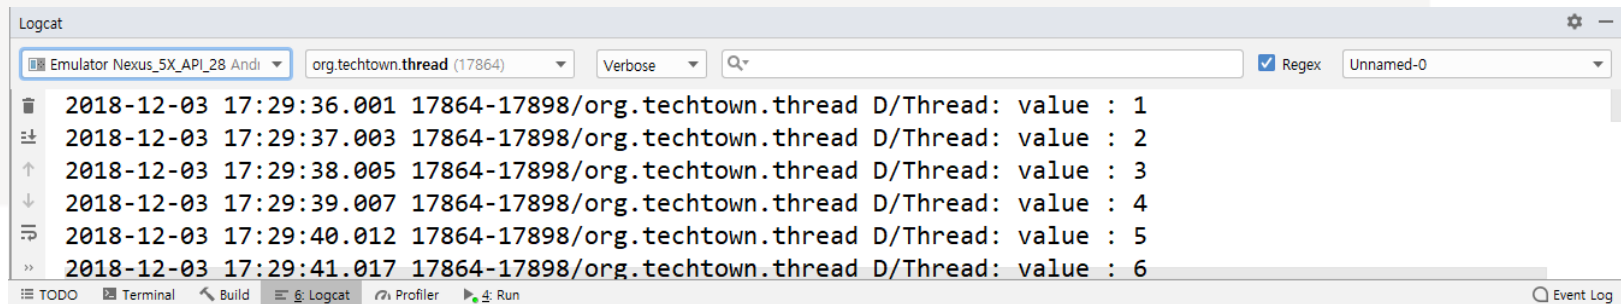 Logcat
Emulator Nexus_5X_API_28 Andı org.techtown.thread (17864) Verbose Regex Unnamed-0
2018-12-03 17:29:36.001 17864-17898/org.techtown.thread D/Thread: value : 1
2018-12-03 17:29:37.003 17864-17898/org.techtown.thread D/Thread: value : 2
2018-12-03 17:29:38.005 17864-17898/org.techtown.thread D/Thread: value : 3
2018-12-03 17:29:39.007 17864-17898/org.techtown.thread D/Thread: value : 4
2018-12-03 17:29:40.012 17864-17898/org.techtown.thread D/Thread: value : 5
2018-12-03 17:29:41.017 17864-17898/org.techtown.thread D/Thread: value : 6
TODO Terminal Build 6: Logcat Profiler 4: Run Event Log